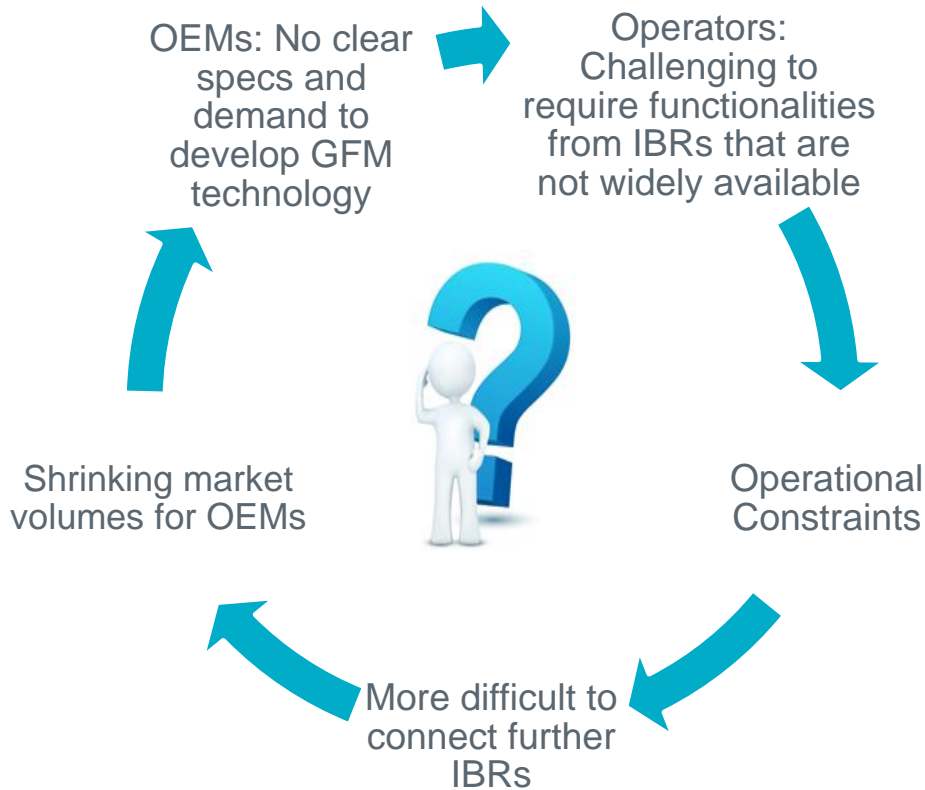 OEMs: No clear
specs and
demand to
develop GFM
technology
Operators:
Challenging to
require functionalities
from IBRs that are
not widely available
Operational
Constraints
More difficult to
connect further
IBRs
Shrinking market
volumes for OEMs